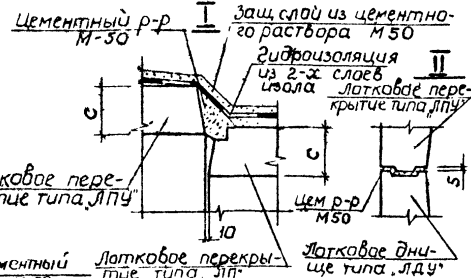 Цементный р-р
М-50
I
Защ. слой из цементно-
го раствора М50
Гидроизоляция
из 2-х слоев
изола
II
Лотковое пере-
крытие типа „ЛПУ"
С
С
ковое пере-
тие типа „ЛПУ"
Цем р-р
М50
5
10
Лотковое перекры-
тие типа „ЛП"
Лотковое дни-
ще типа „ЛДУ"
ментный